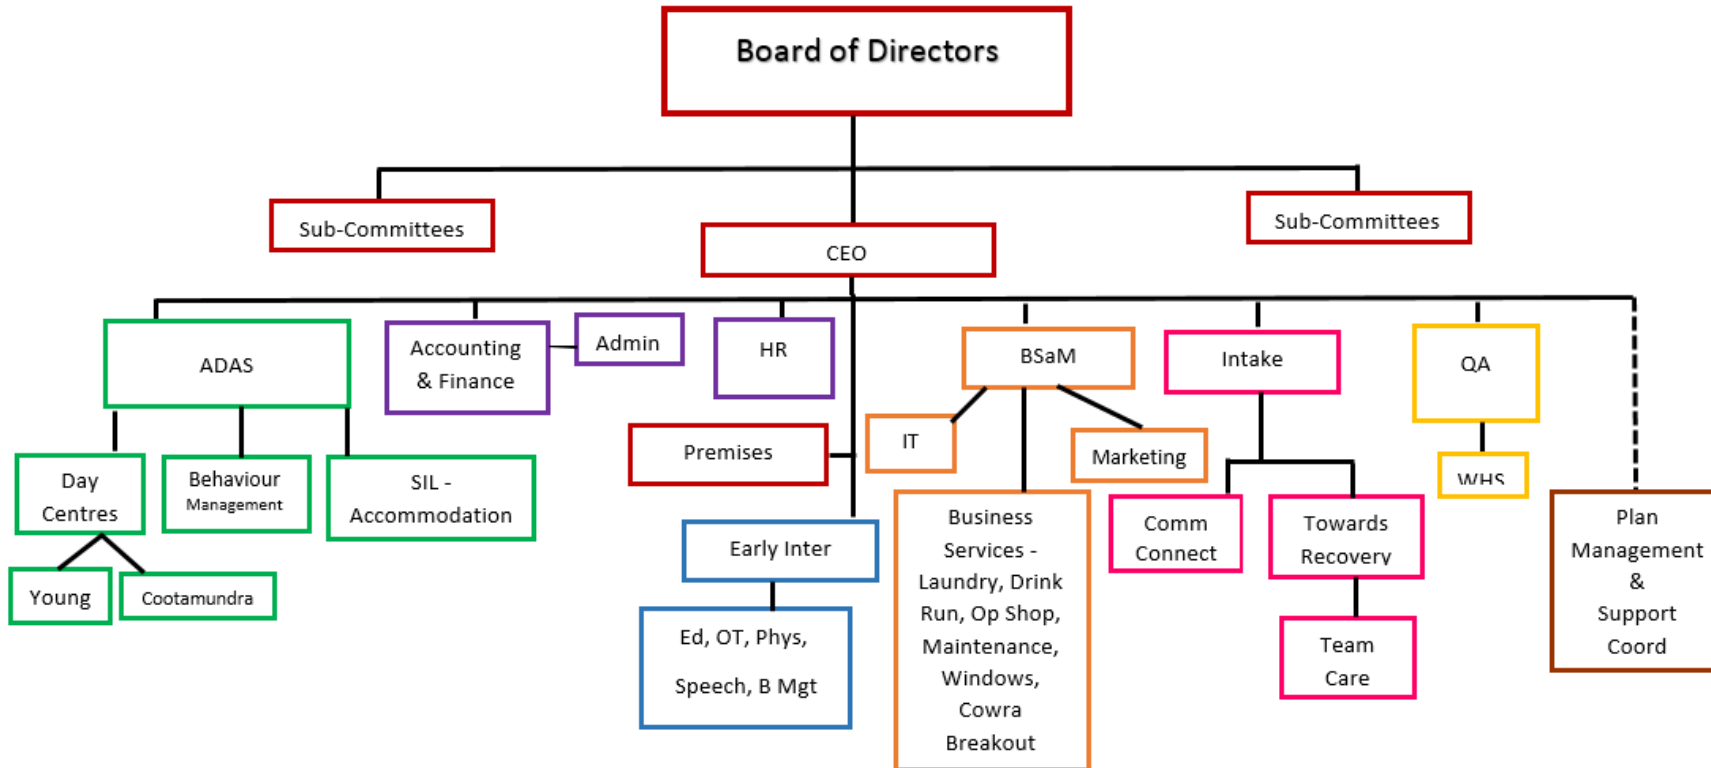 Board of Directors
Sub-Committees
Sub-Committees
CEO
ADAS
Accounting
& Finance
Admin
HR
BSaM
Intake
QA
Premises
IT
Marketing
WHS
Day
Centres
Behaviour
Management
SIL -
Accommodation
Young
Cootamundra
Early Inter
Ed, OT, Phys,
Speech, B Mgt
Business
Services -
Laundry, Drink
Run, Op Shop,
Maintenance,
Windows,
Cowra
Breakout
Comm
Connect
Towards
Recovery
Team
Care
Plan
Management
&
Support
Coord